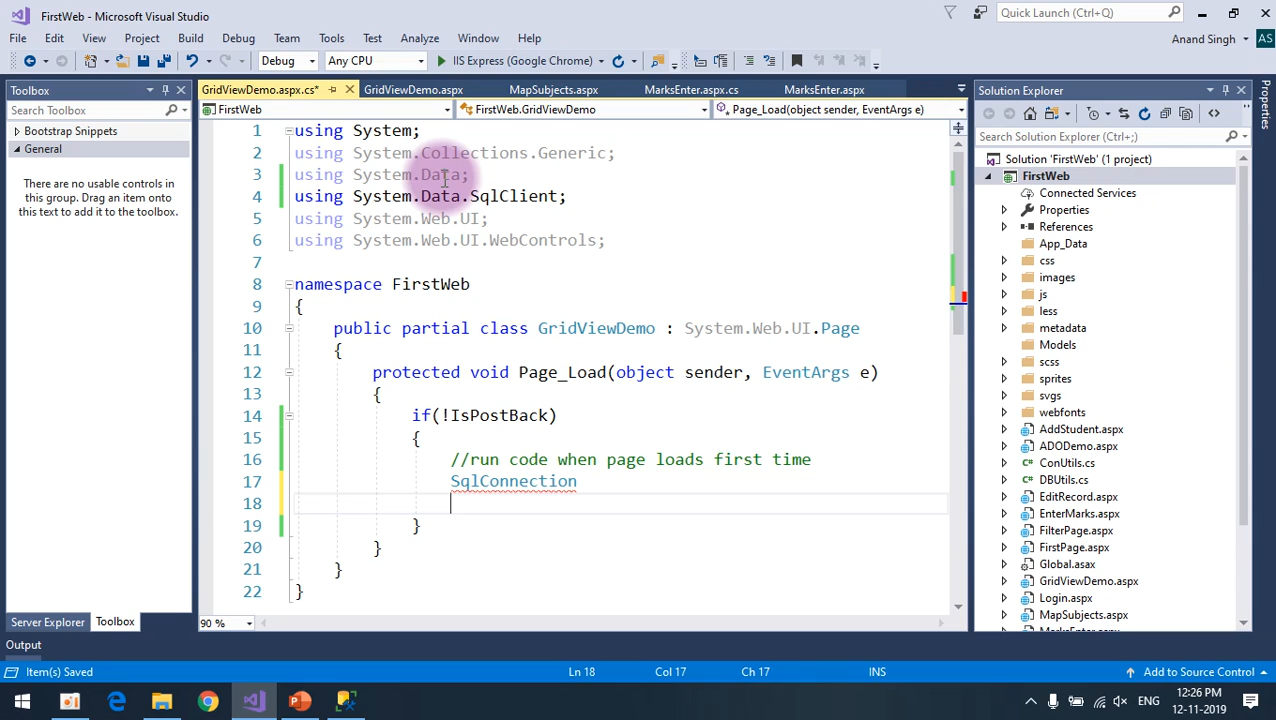 FirstWeb - Microsoft Visual Studio
Quick Launch (Ctrl+Q)
File Edit View Project Build Debug Team Tools Test Analyze Window Help
Anand Singh AS
Debug Any CPU IIS Express (Google Chrome)
Toolbox
Search Toolbox
Bootstrap Snippets
General
There are no usable controls in
this group. Drag an item onto
this text to add it to the toolbox.
Server Explorer Toolbox
GridViewDemo.aspx.cs* GridViewDemo.aspx MapSubjects.aspx MarksEnter.aspx.cs MarksEnter.aspx
FirstWeb FirstWeb.GridViewDemo Page_Load(object sender, EventArgs e)
1 using System;
2 using System.Collections.Generic;
3 using System.Data;
4 using System.Data.SqlClient;
5 using System.Web.UI;
6 using System.Web.UI.WebControls;
7
8 namespace FirstWeb
9 {
10 public partial class GridViewDemo : System.Web.UI.Page
11 {
12 protected void Page_Load(object sender, EventArgs e)
13 {
14 if(!IsPostBack)
15 {
16 //run code when page loads first time
17 SqlConnection
18
19 }
20 }
21 }
22 }
90 %
Solution Explorer
Search Solution Explorer (Ctrl+;)
Solution 'FirstWeb' (1 project)
FirstWeb
Connected Services
Properties
References
App_Data
css
images
js
less
metadata
Models
scss
sprites
svgs
webfonts
AddStudent.aspx
ADODemo.aspx
ConUtils.cs
DBUtils.cs
EditRecord.aspx
EnterMarks.aspx
FilterPage.aspx
FirstPage.aspx
Global.asax
GridViewDemo.aspx
Login.aspx
MapSubjects.aspx
MarksEnter.aspx
Properties
Output
Item(s) Saved Ln 18 Col 17 Ch 17 INS Add to Source Control
ENG
12:26 PM
12-11-2019